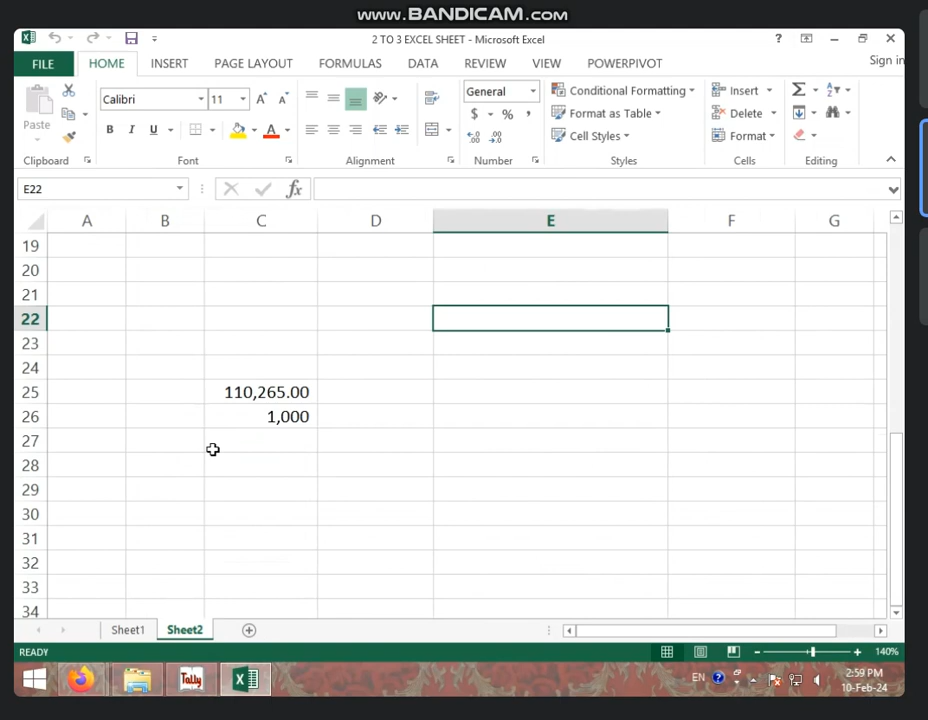 www.BANDICAM.com
2 TO 3 EXCEL SHEET - Microsoft Excel
?
FILE HOME INSERT PAGE LAYOUT FORMULAS DATA REVIEW VIEW POWERPIVOT Sign in
Calibri 11 A A General Conditional Formatting Insert Σ
Paste $ % , Format as Table Delete
B I U A Cell Styles Format
Clipboard Font Alignment Number Styles Cells Editing
E22 fx
A B C D E F G
19
20
21
22
23
24
25 110,265.00
26 1,000
27
28
29
30
31
32
33
34
Sheet1 Sheet2
READY 140%
Tally EN 2:59 PM
10-Feb-24